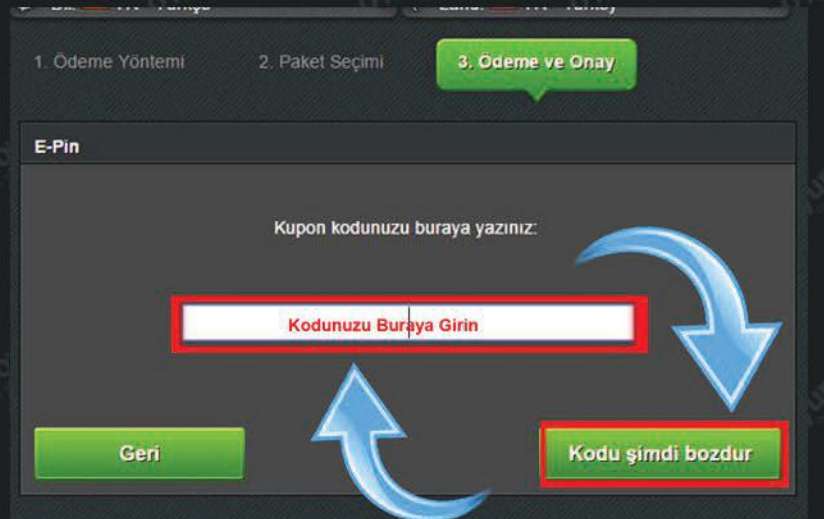 1. Ödeme Yöntemi
2. Paket Seçimi
3. Ödeme ve Onay
E-Pin
Kupon kodunuzu buraya yazınız:
Kodunuzu Buraya Girin
Geri
Kodu şimdi bozdur